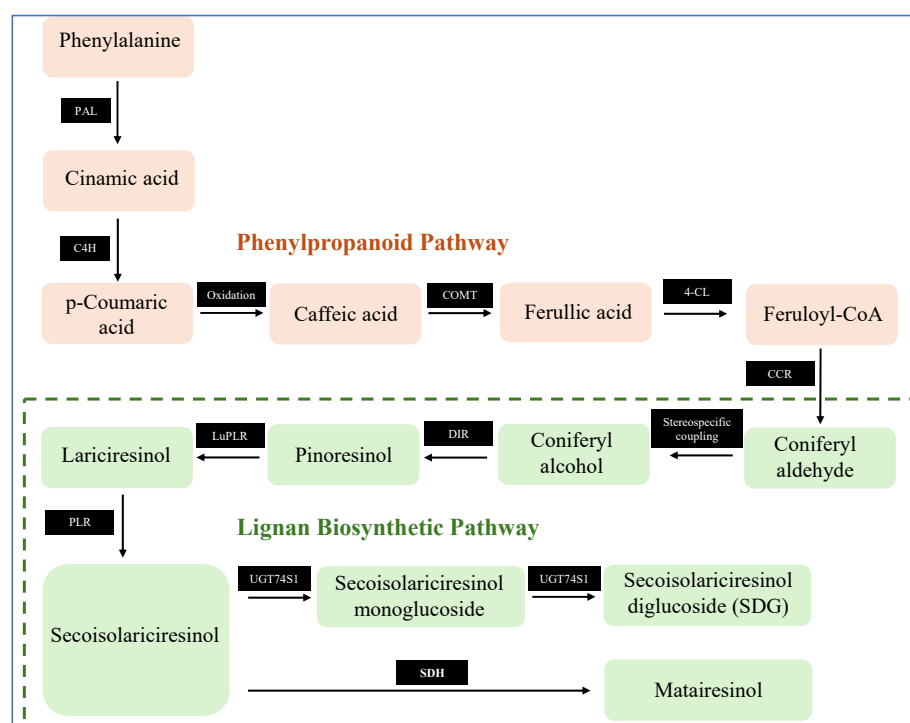 Phenylalanine
PAL
Cinamic acid
C4H
Phenylpropanoid Pathway
p-Coumaric
acid
Oxidation
Caffeic acid
COMT
Ferullic acid
4-CL
Feruloyl-CoA
CCR
Lariciresinol
LuPLR
Pinoresinol
DIR
Coniferyl
alcohol
Stereospecific
coupling
Coniferyl
aldehyde
PLR
Lignan Biosynthetic Pathway
Secoisolariciresinol
UGT74S1
Secoisolariciresinol
monoglucoside
UGT74S1
Secoisolariciresinol
diglucoside (SDG)
SDH
Matairesinol